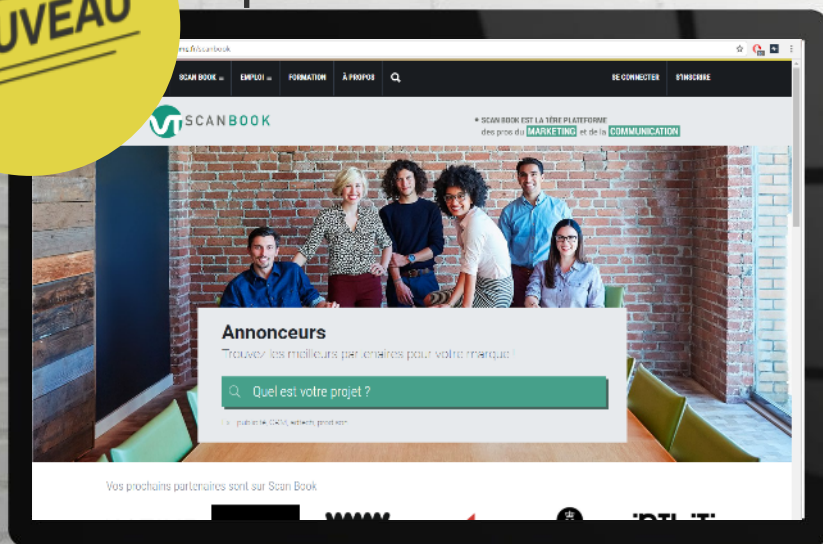 UVEAU
.fr/scanbook
SCAN BOOK EMPLOI FORMATION À PROPOS SE CONNECTER S'INSCRIRE
SCANBOOK
SCAN BOOK EST LA 1ÈRE PLATEFORME
des pros du MARKETING et de la COMMUNICATION
Annonceurs
Trouvez les meilleurs partenaires pour votre marque
Quel est votre projet ?
Vos prochains partenaires sont sur Scan Book